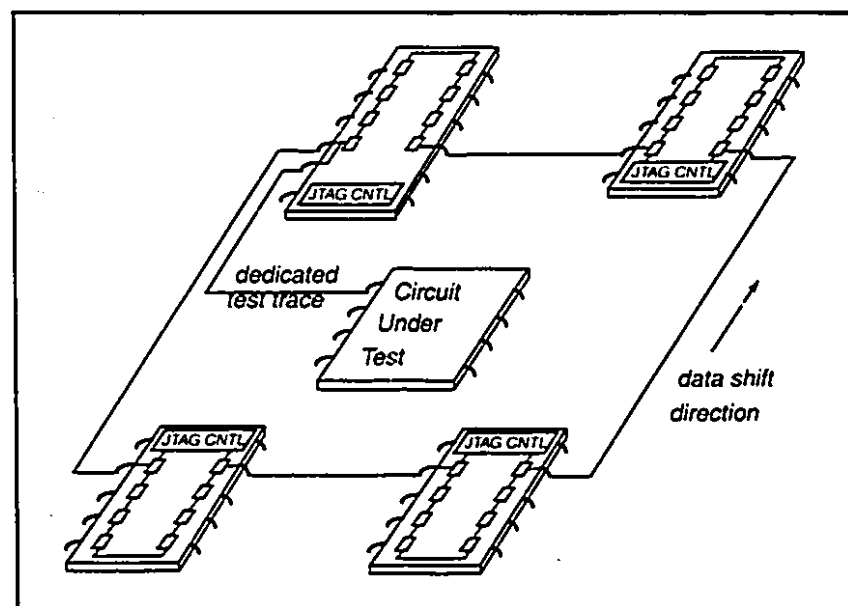 JTAG CNTL
JTAG CNTL
dedicated
test trace
Circuit
Under
Test
data shift
direction
JTAG CNTL
JTAG CNTL